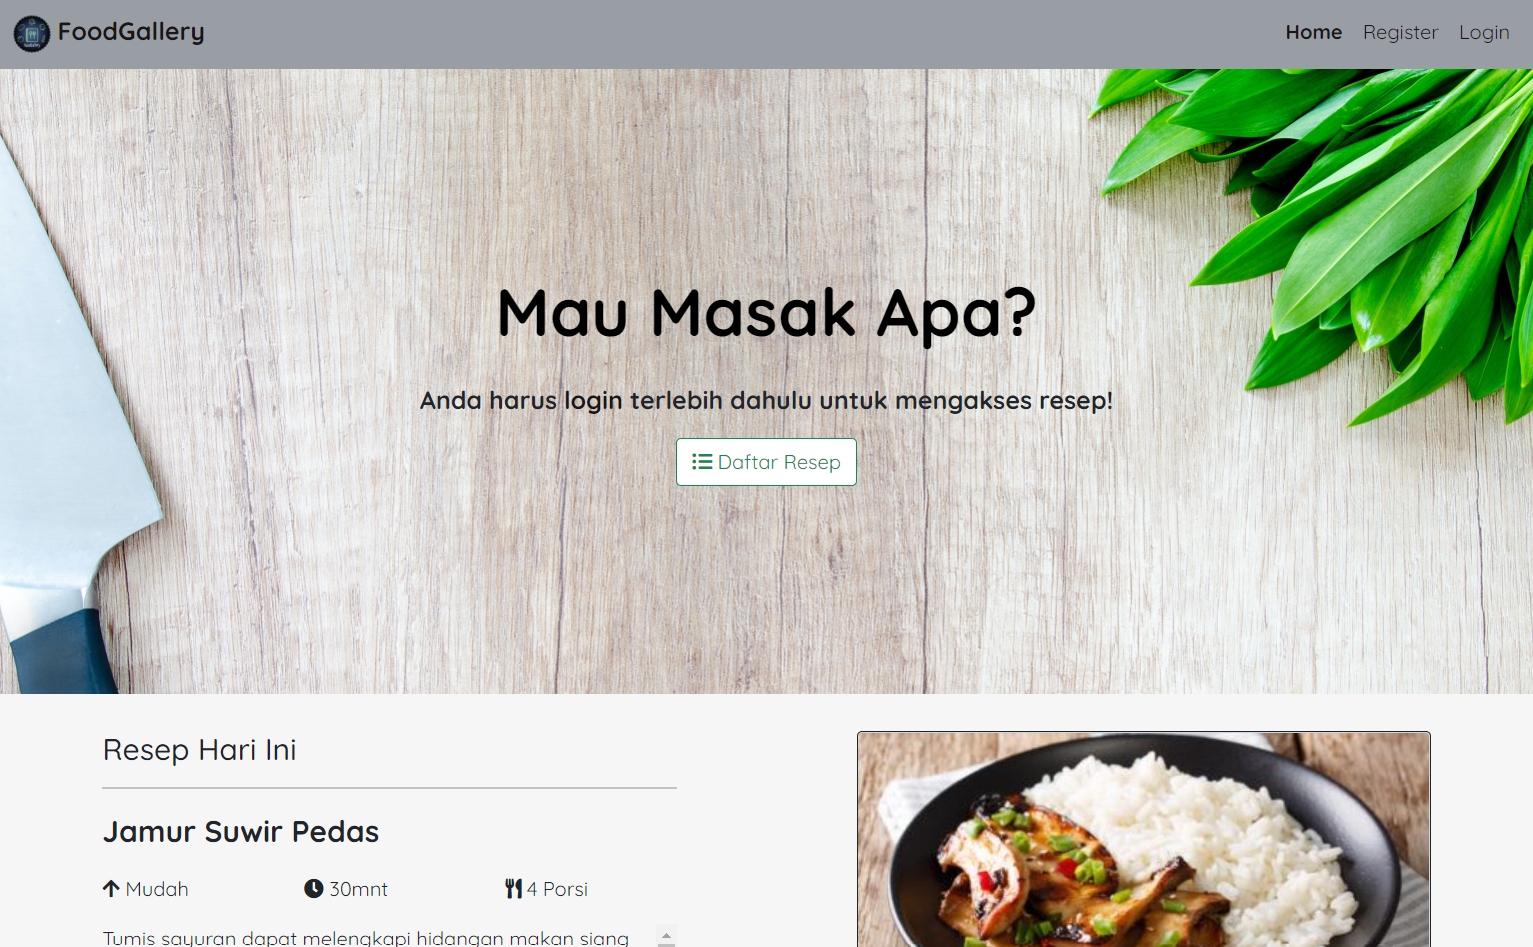 FoodGallery
Home Register Login
Mau Masak Apa?
Anda harus login terlebih dahulu untuk mengakses resep!
Daftar Resep
Resep Hari Ini
Jamur Suwir Pedas
Mudah 30mnt 4 Porsi
Tumis sayuran dapat melengkapi hidangan makan siang